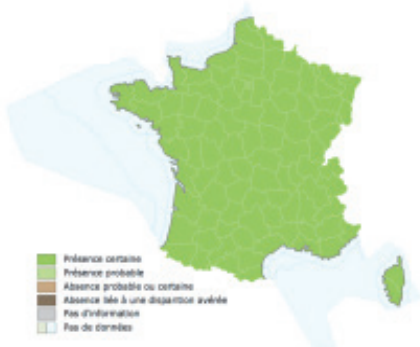 Présence certaine
Présence probable
Absence probable ou certaine
Absence liée à une disparition avérée
Pas d'information
Pas de données